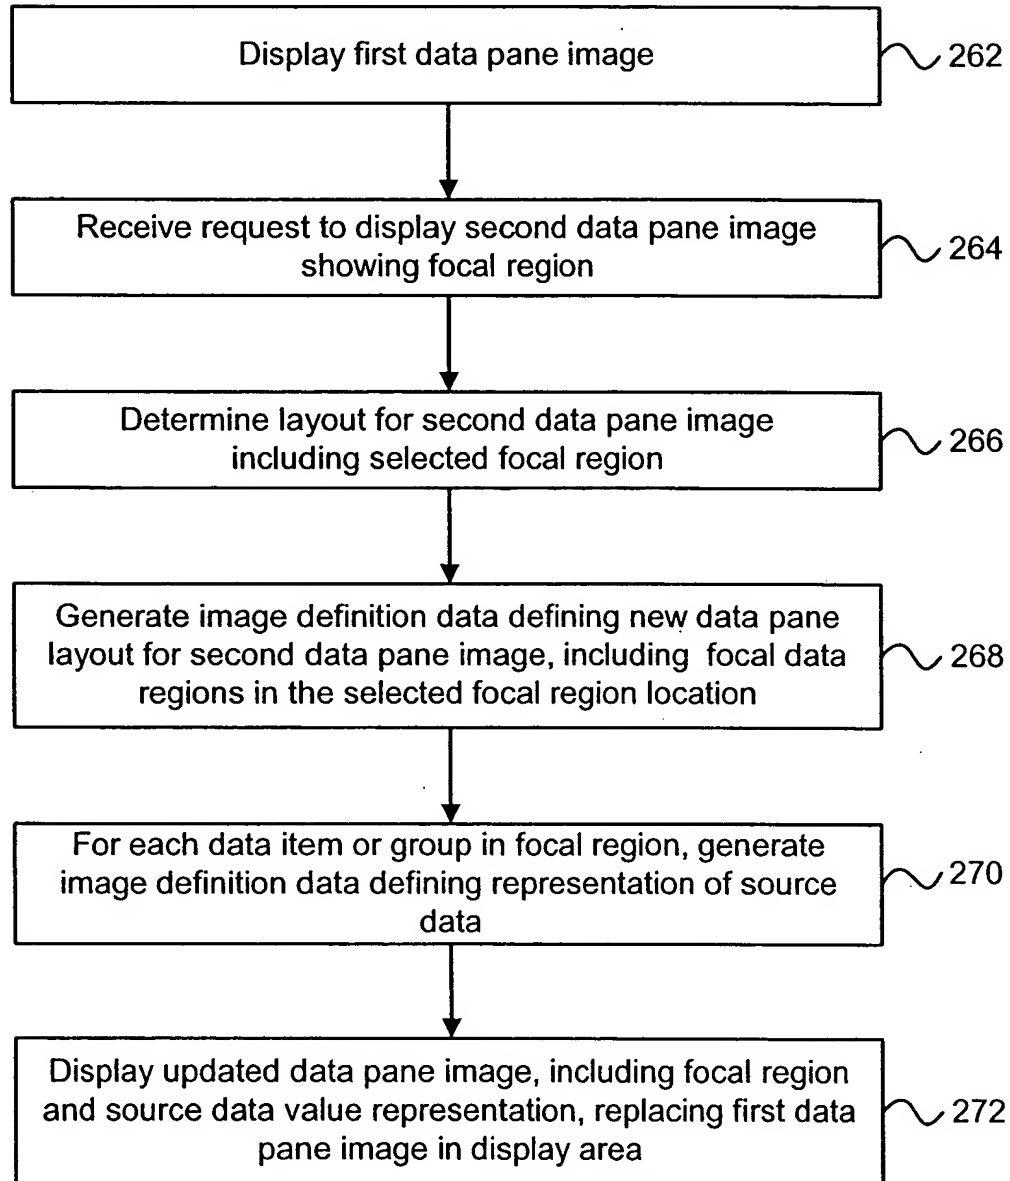 Display first data pane image
262
Receive request to display second data pane image
showing focal region
264
Determine layout for second data pane image
including selected focal region
266
Generate image definition data defining new data pane
layout for second data pane image, including focal data
regions in the selected focal region location
268
For each data item or group in focal region, generate
image definition data defining representation of source
data
270
Display updated data pane image, including focal region
and source data value representation, replacing first data
pane image in display area
272